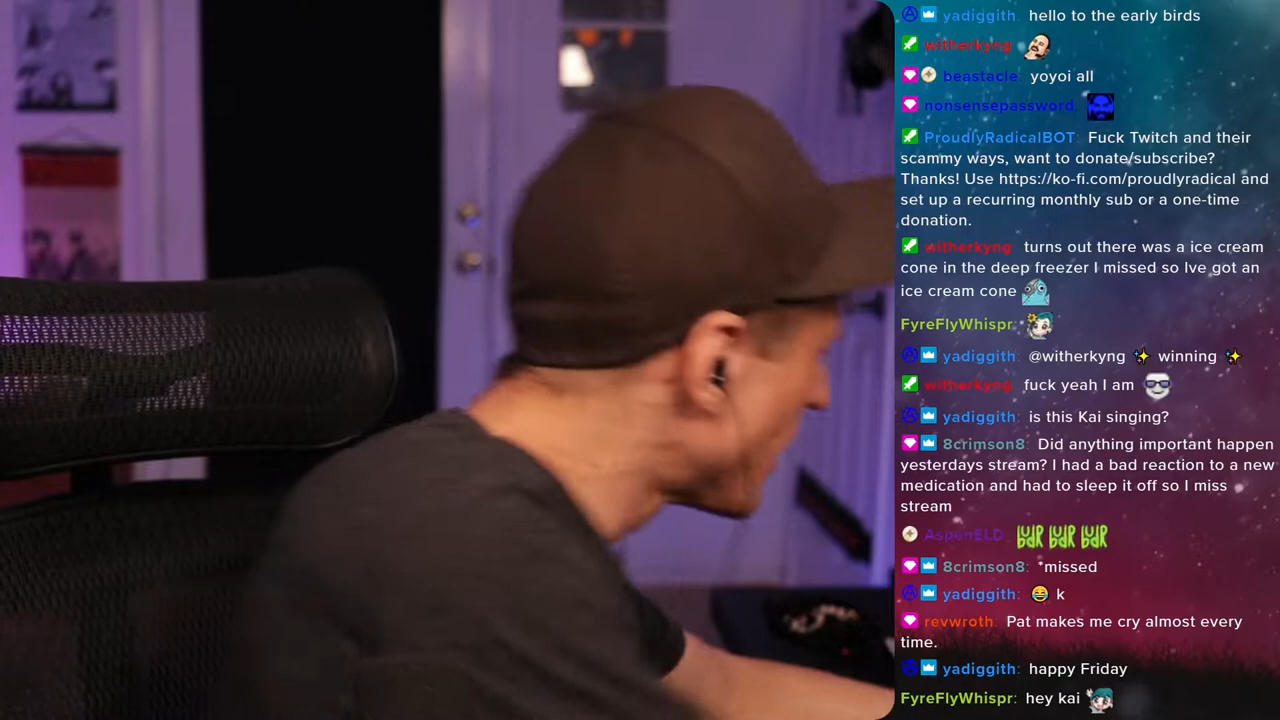 yadiggith: hello to the early birds
witherkyng:
beastacle: yoyoi all
nonsensepassword:
ProudlyRadicalBOT: Fuck Twitch and their
scammy ways, want to donate/subscribe?
Thanks! Use https://ko-fi.com/proudlyradical and
set up a recurring monthly sub or a one-time
donation.
witherkyng: turns out there was a ice cream
cone in the deep freezer I missed so Ive got an
ice cream cone
FyreFlyWhispr:
yadiggith: @witherkyng ✨ winning ✨
witherkyng: fuck yeah I am
yadiggith: is this Kai singing?
8crimson8: Did anything important happen
yesterdays stream? I had a bad reaction to a new
medication and had to sleep it off so I miss
stream
AspenELD:
8crimson8: *missed
yadiggith: 😂 k
revwroth: Pat makes me cry almost every
time.
yadiggith: happy Friday
FyreFlyWhispr: hey kai